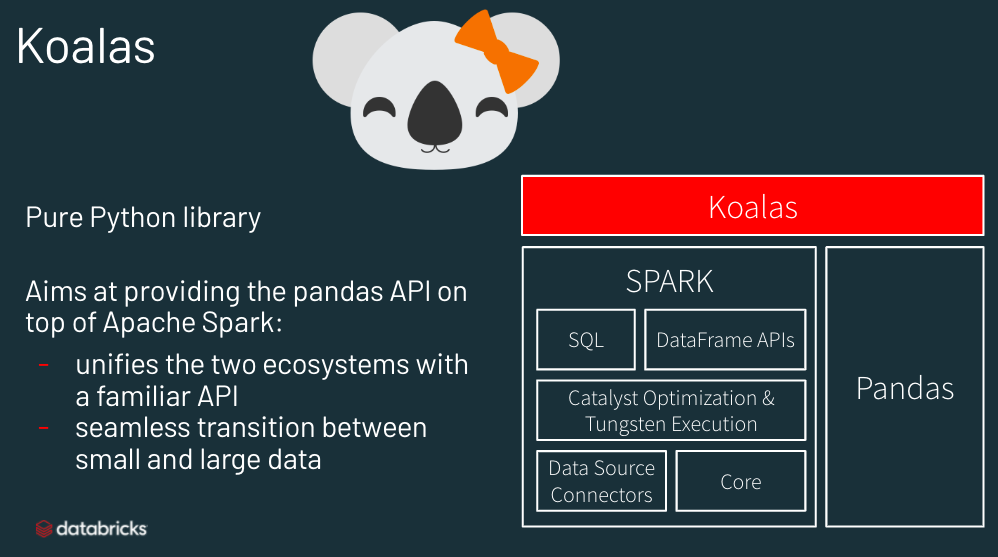 Koalas
Pure Python library
Aims at providing the pandas API on
top of Apache Spark:
- unifies the two ecosystems with
a familiar API
- seamless transition between
small and large data
databricks
Koalas
SPARK
SQL
DataFrame APIs
Catalyst Optimization &
Tungsten Execution
Data Source
Connectors
Core
Pandas